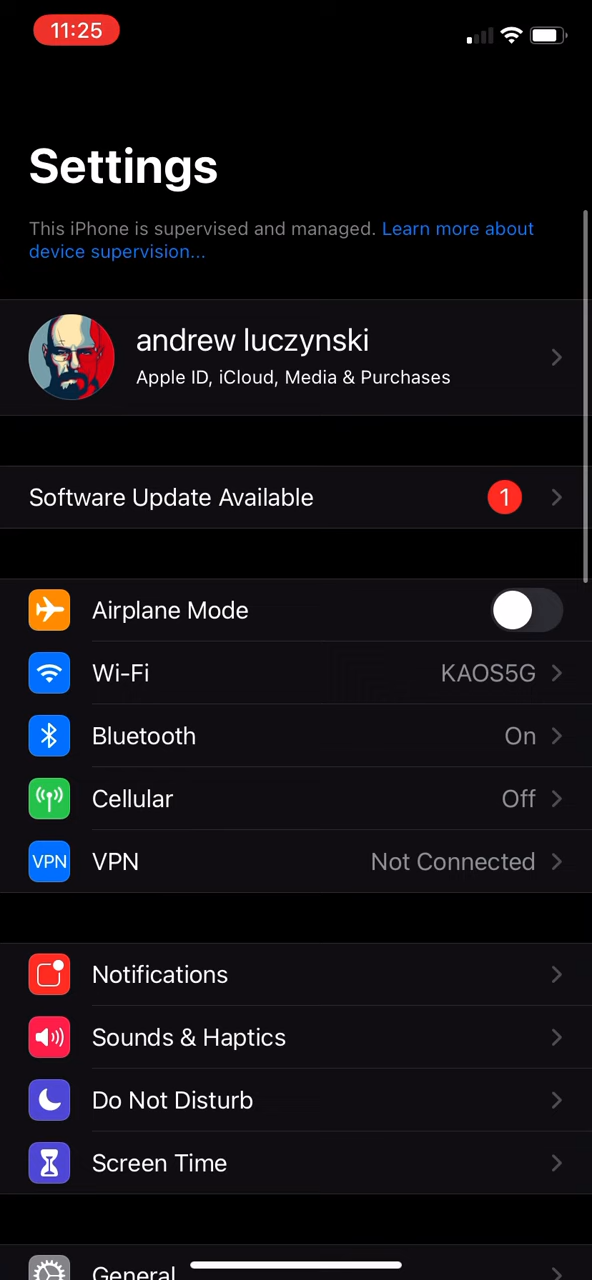 11:25
Settings
This iPhone is supervised and managed. Learn more about
device supervision...
andrew luczynski
Apple ID, iCloud, Media & Purchases
Software Update Available 1
Airplane Mode
Wi-Fi KAOS5G
Bluetooth On
Cellular Off
VPN VPN Not Connected
Notifications
Sounds & Haptics
Do Not Disturb
Screen Time
General